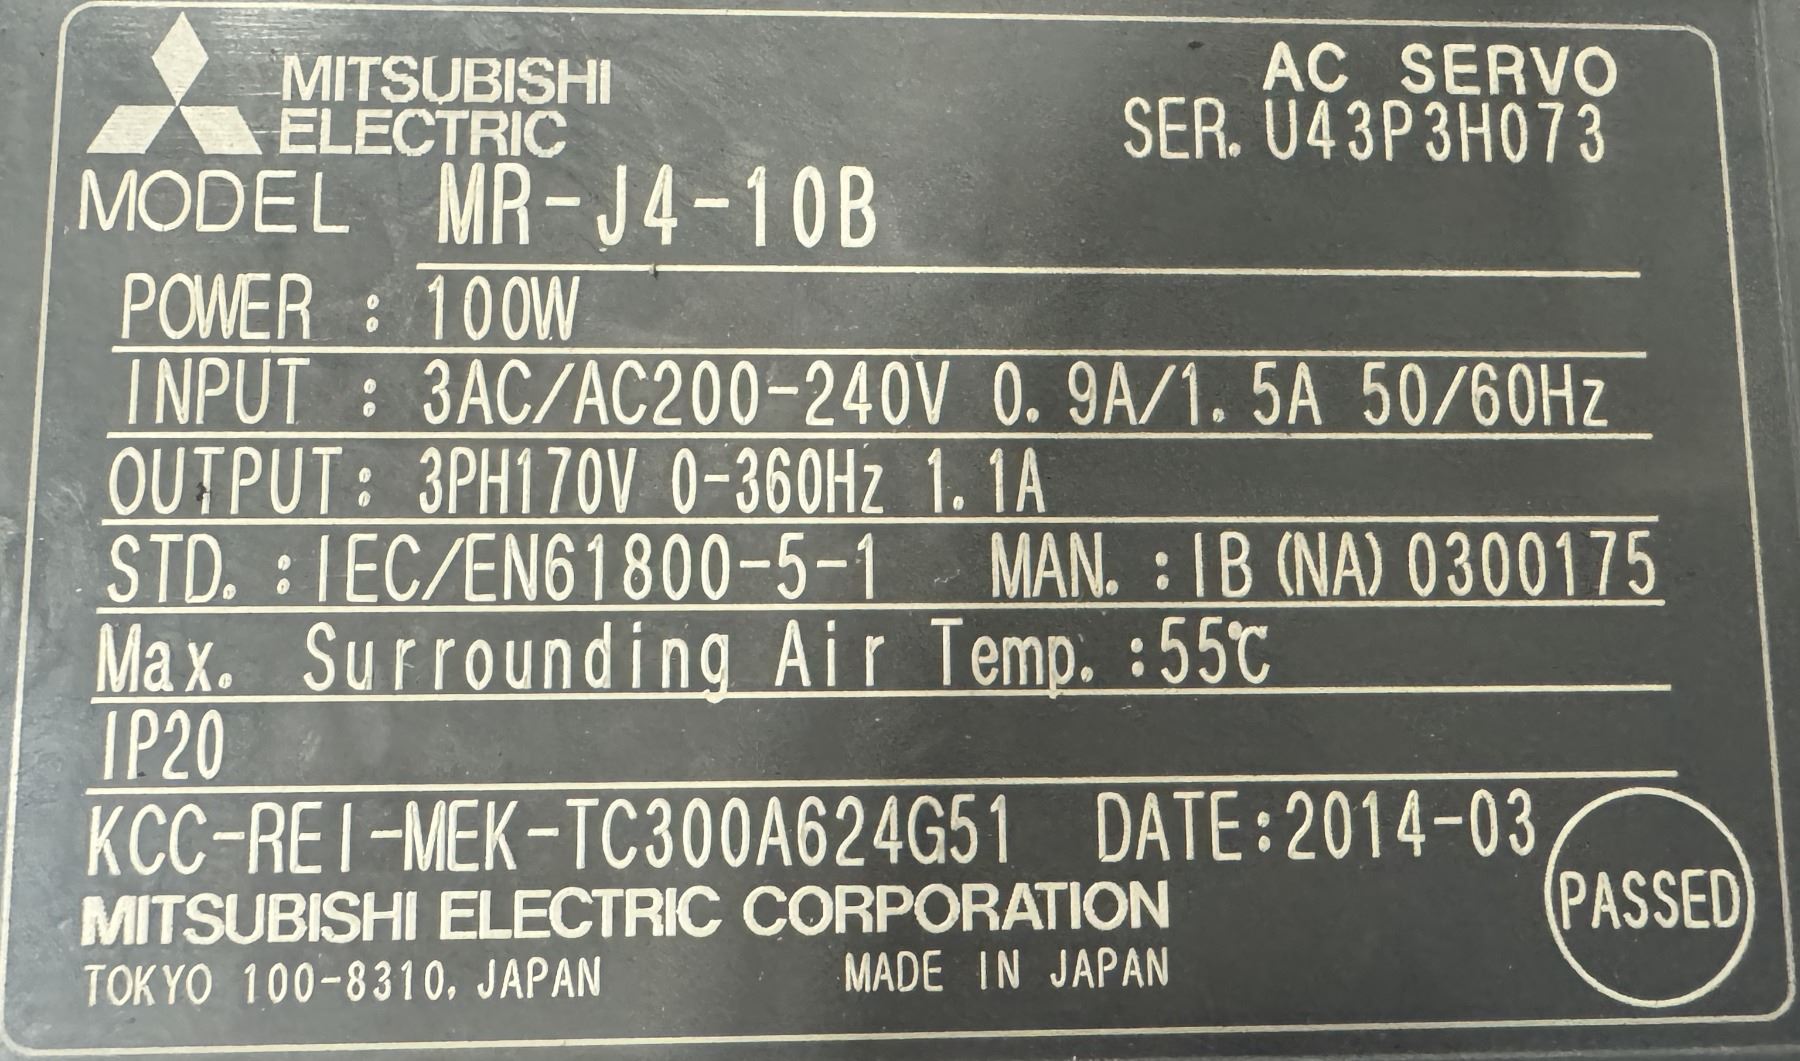 MITSUBISHI
ELECTRIC
AC SERVO
SER. U43P3H073
MODEL MR-J4-10B
POWER : 100W
INPUT : 3AC/AC200-240V 0.9A/1.5A 50/60Hz
OUTPUT: 3PH170V 0-360Hz 1.1A
STD. : IEC/EN61800-5-1 MAN. : IB(NA)0300175
Max. Surrounding Air Temp. :55℃
IP20
KCC-REI-MEK-TC300A624G51 DATE:2014-03
PASSED
MITSUBISHI ELECTRIC CORPORATION
TOKYO 100-8310, JAPAN MADE IN JAPAN